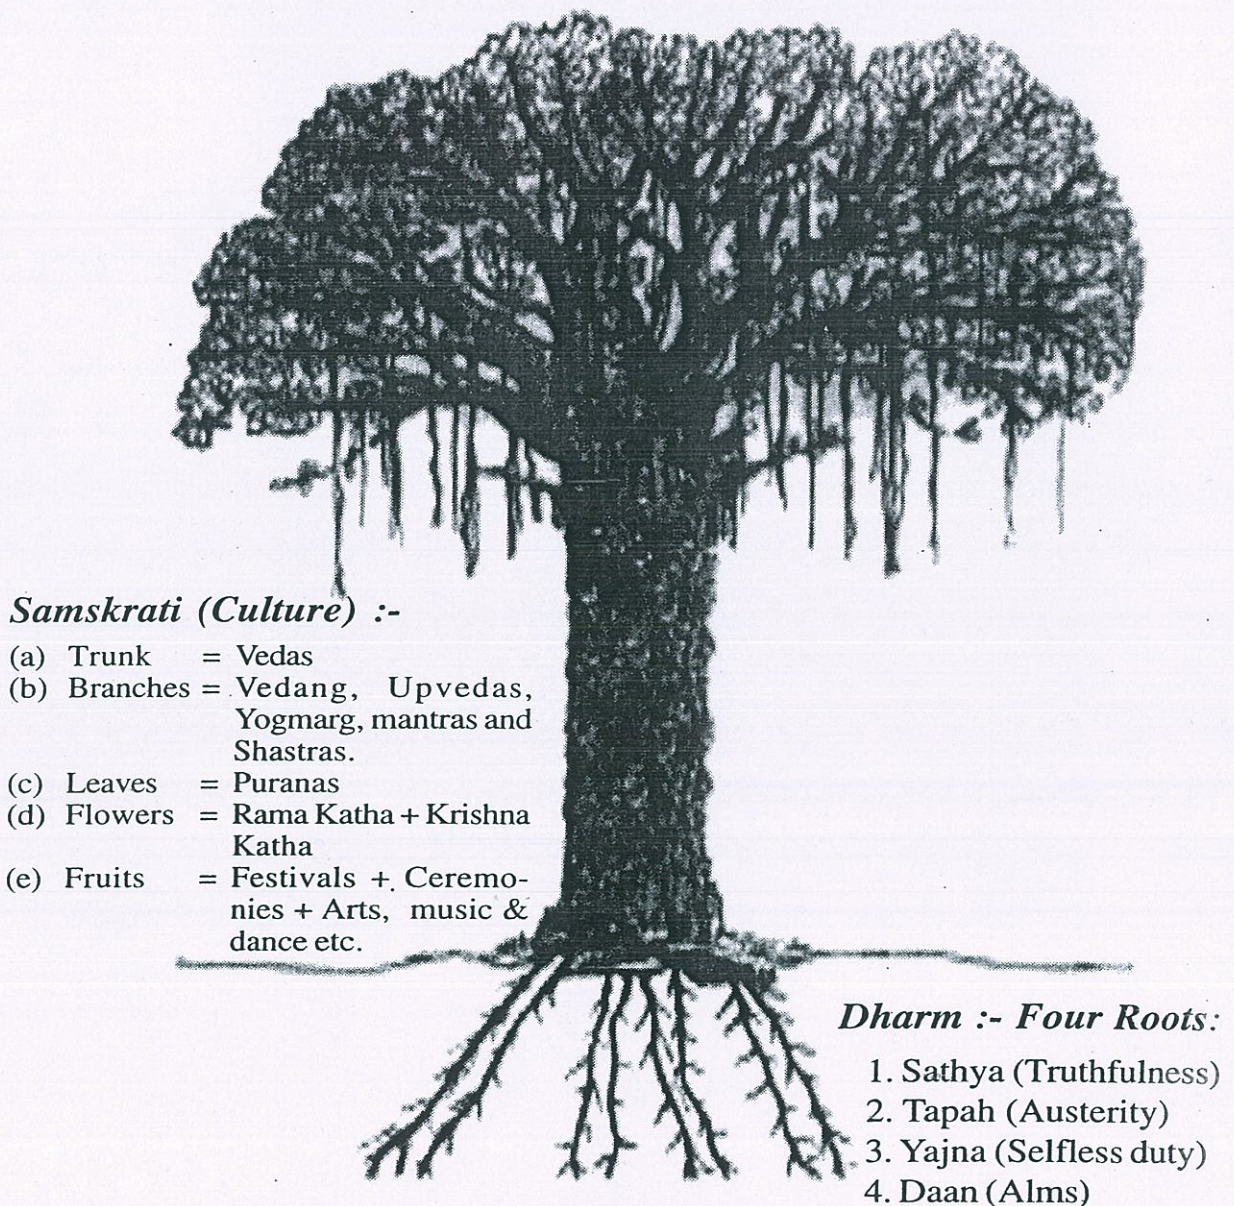 Samskrati (Culture) :-
(a) Trunk = Vedas
(b) Branches = Vedang, Upvedas,
Yogmarg, mantras and
Shastras.
(c) Leaves = Puranas
(d) Flowers = Rama Katha + Krishna
Katha
(e) Fruits = Festivals + Ceremo-
nies + Arts, music &
dance etc.
Dharm :- Four Roots:
1. Sathya (Truthfulness)
2. Tapah (Austerity)
3. Yajna (Selfless duty)
4. Daan (Alms)